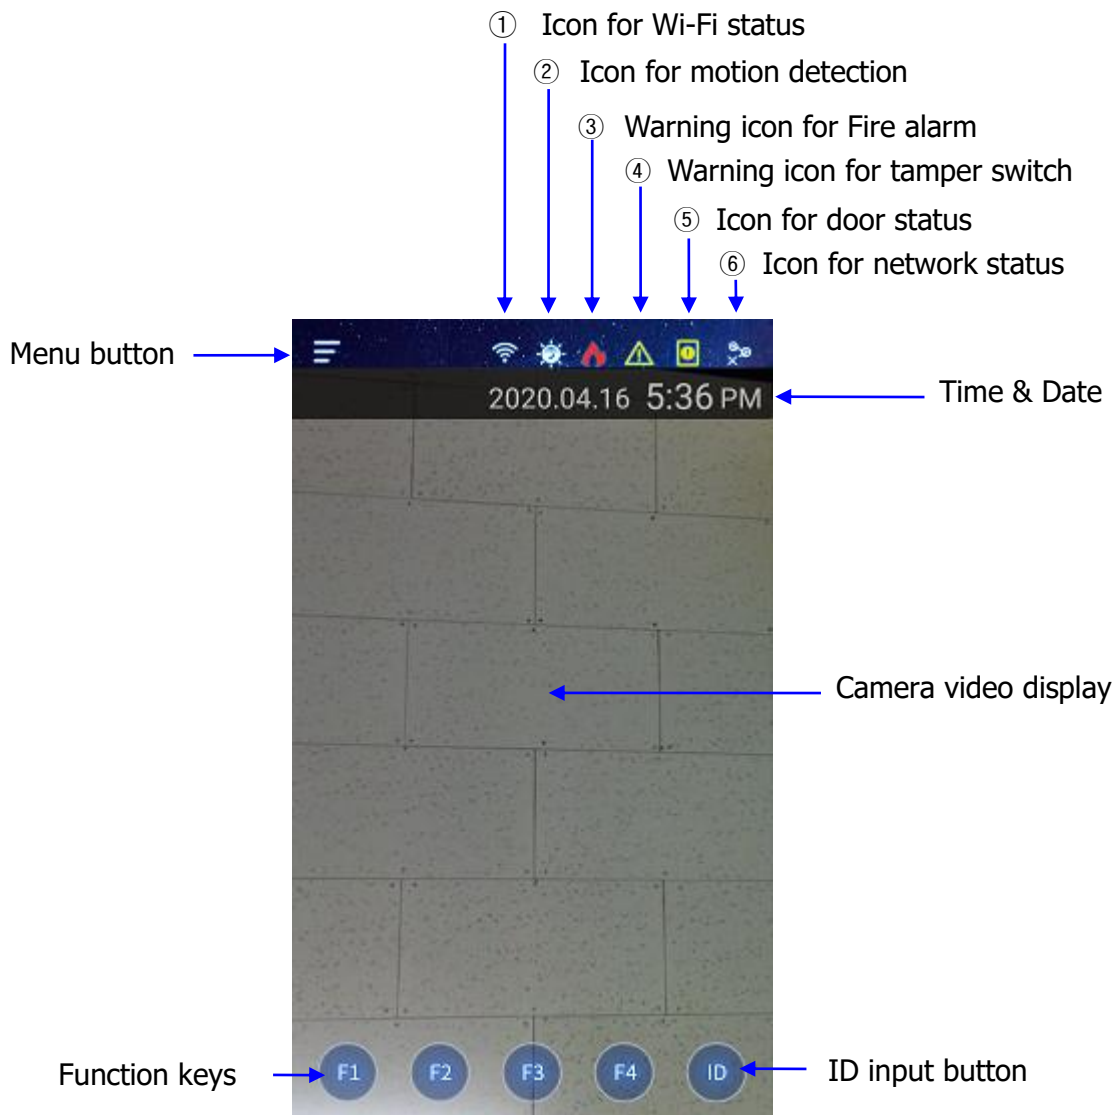 ① Icon for Wi-Fi status
② Icon for motion detection
③ Warning icon for Fire alarm
④ Warning icon for tamper switch
⑤ Icon for door status
⑥ Icon for network status
Menu button
2020.04.16 5:36 PM
Time & Date
Camera video display
Function keys
F1 F2 F3 F4 ID
ID input button